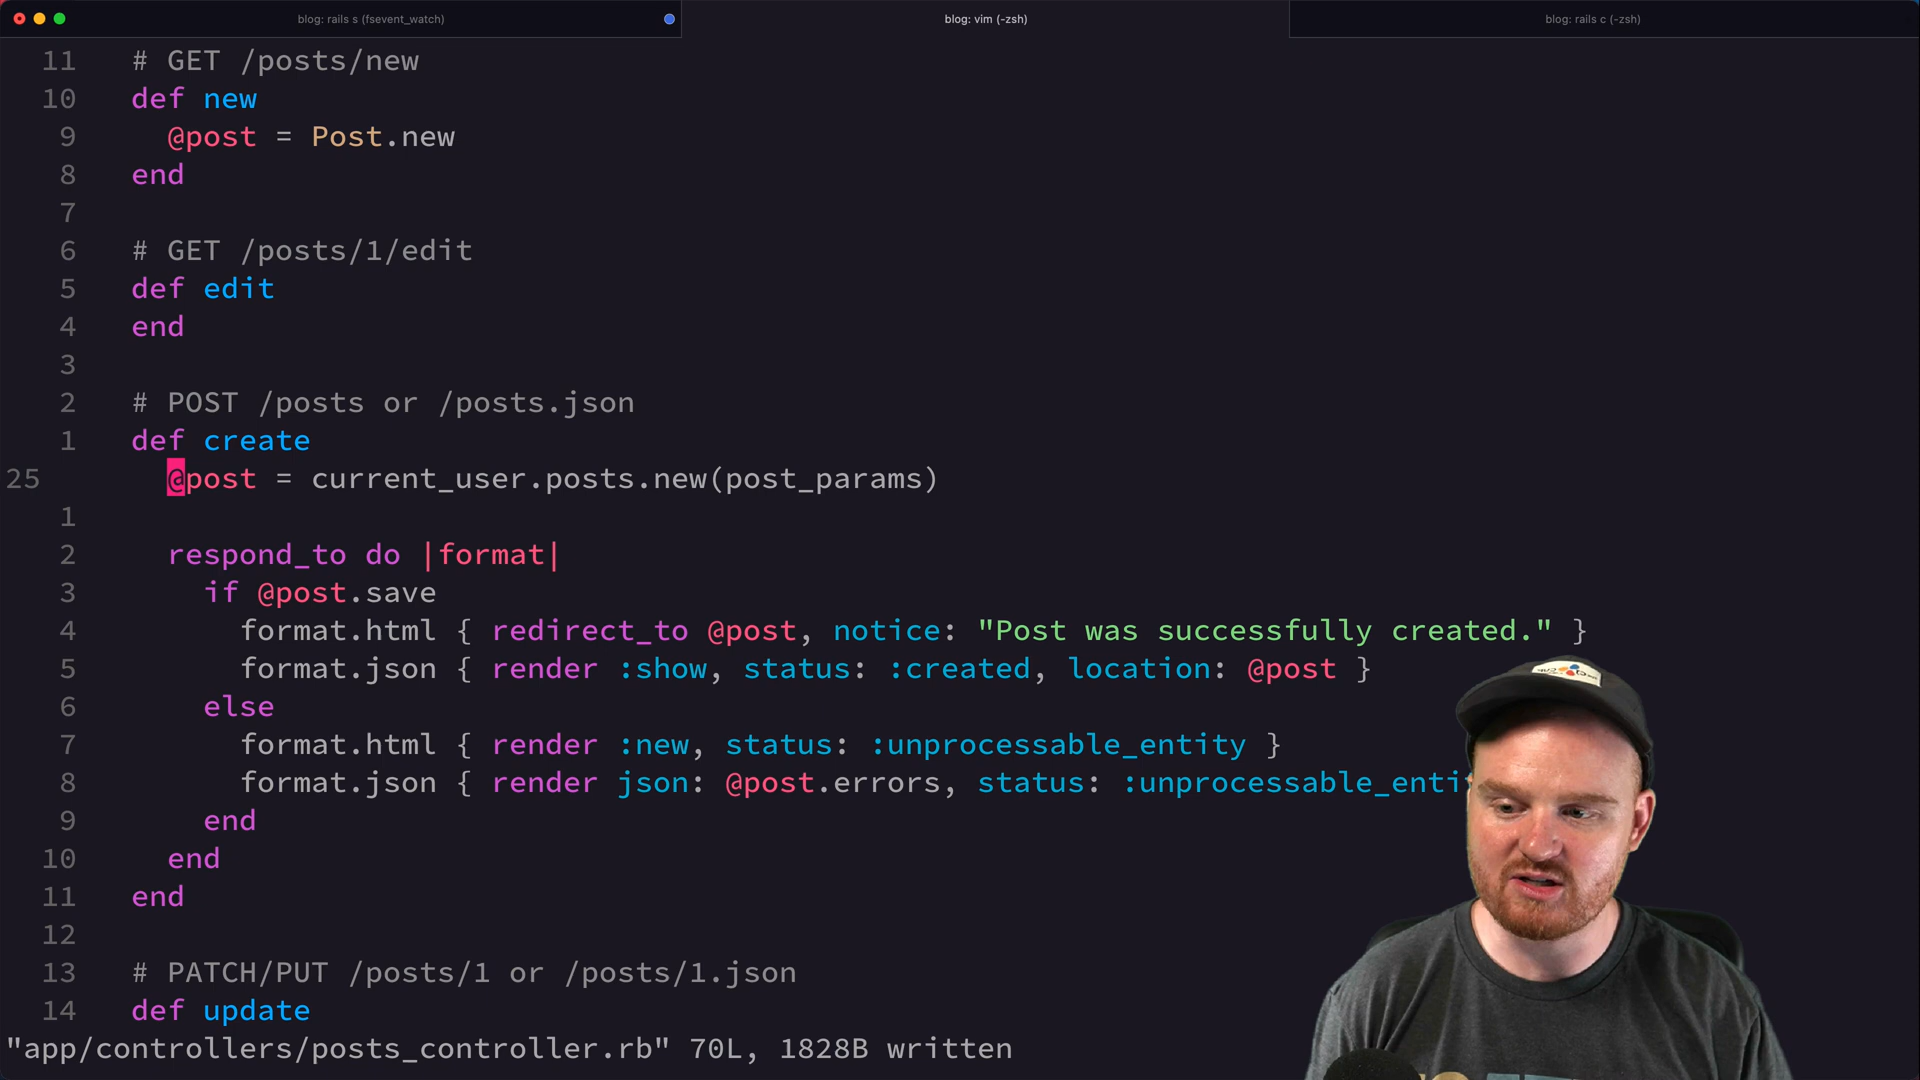 blog: rails s (fsevent_watch)
blog: vim (-zsh)
blog: rails c (-zsh)
11 # GET /posts/new
10 def new
9 @post = Post.new
8 end
7
6 # GET /posts/1/edit
5 def edit
4 end
3
2 # POST /posts or /posts.json
1 def create
25 @post = current_user.posts.new(post_params)
1
2 respond_to do |format|
3 if @post.save
4 format.html { redirect_to @post, notice: "Post was successfully created." }
5 format.json { render :show, status: :created, location: @post }
6 else
7 format.html { render :new, status: :unprocessable_entity }
8 format.json { render json: @post.errors, status:
9 end
10 end
11 end
12
13 # PATCH/PUT /posts/1 or /posts/1.json
14 def update
"app/controllers/posts_controller.rb" 70L, 1828B written